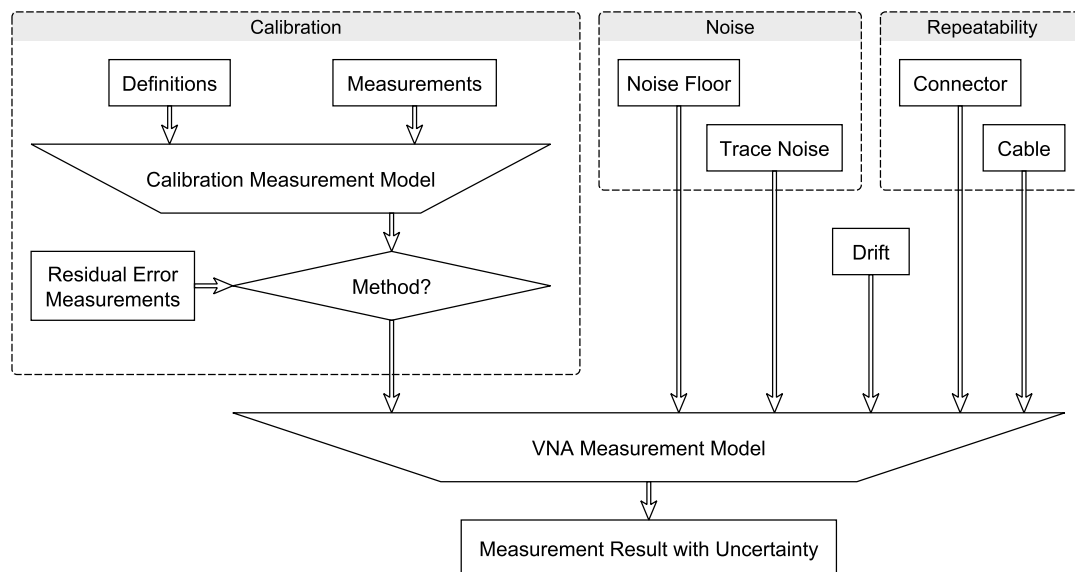 Calibration
Noise
Repeatability
Definitions
Measurements
Noise Floor
Connector
Trace Noise
Cable
Calibration Measurement Model
Drift
Residual Error
Measurements
Method?
VNA Measurement Model
Measurement Result with Uncertainty